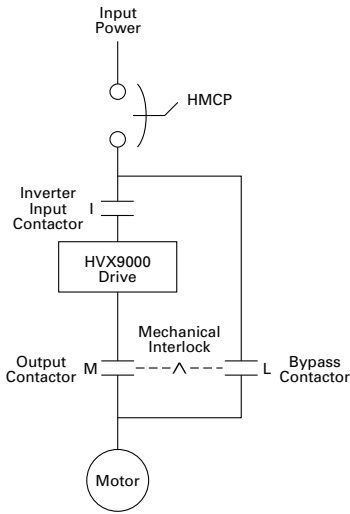 Input
Power
HMCP
Inverter
Input
Contactor
I
HVX9000
Drive
Mechanical
Interlock
Output
Contactor
M
L
Bypass
Contactor
Motor